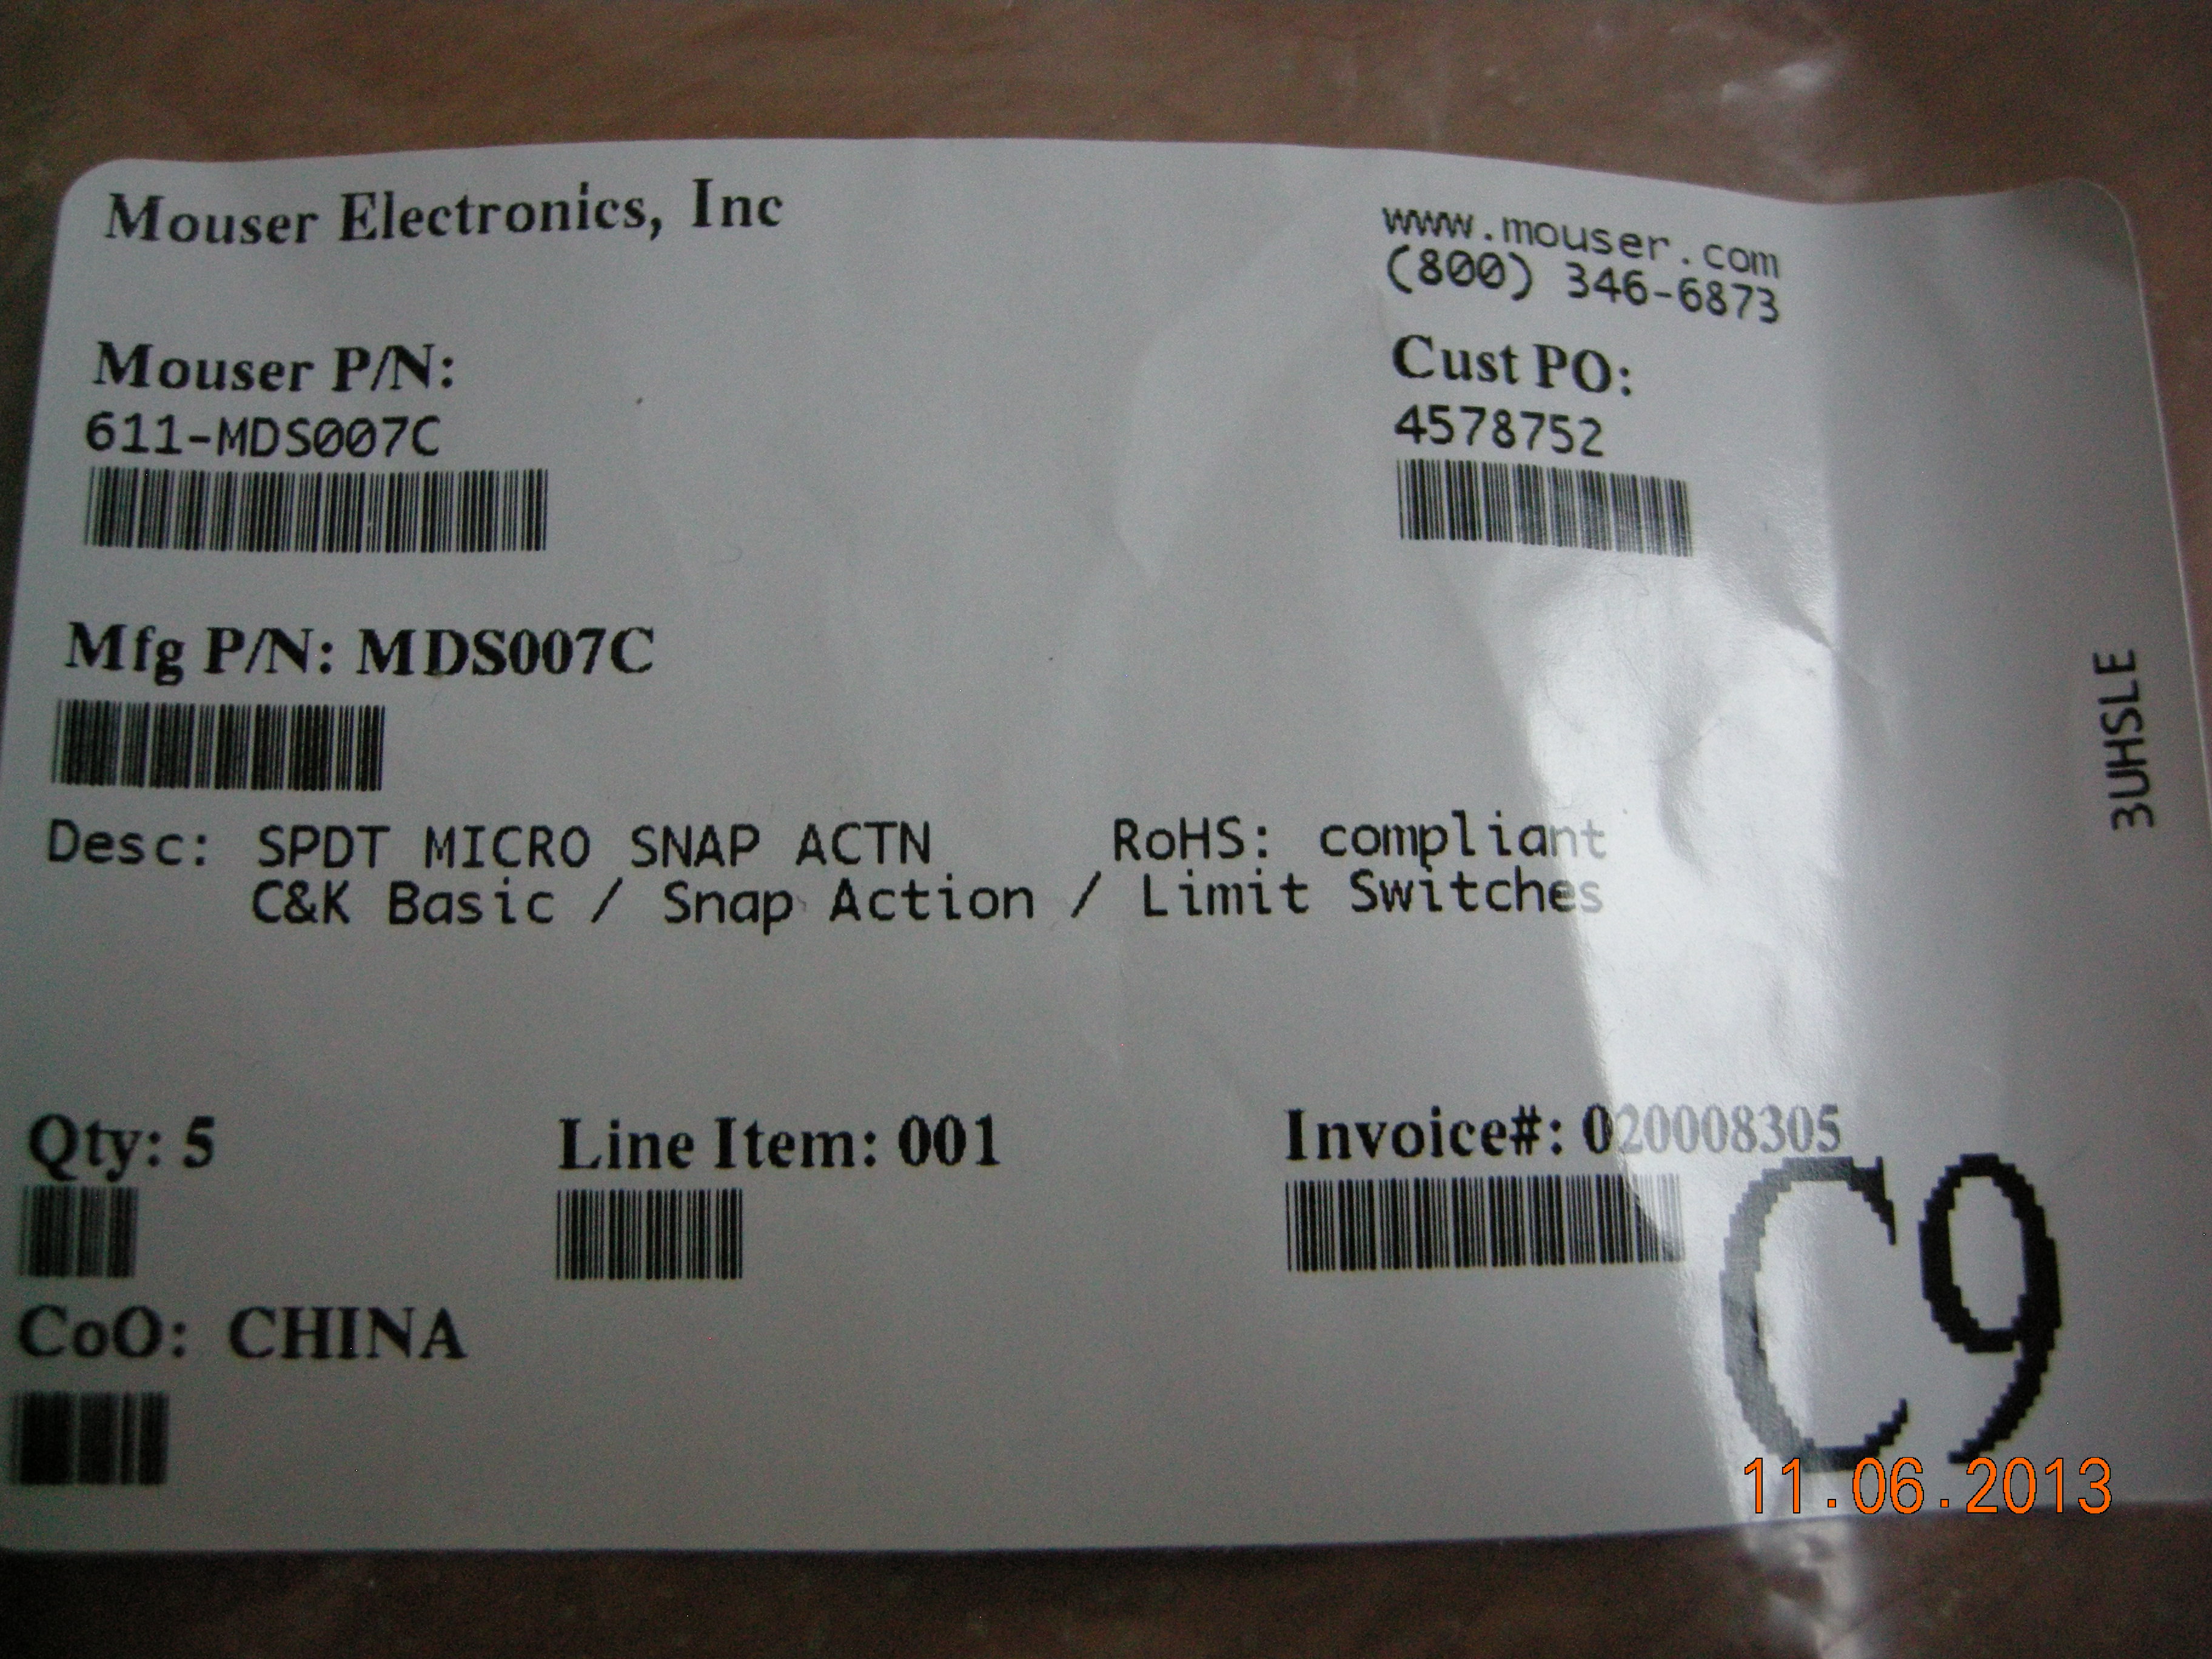 Mouser Electronics, Inc
www.mouser.com
(800) 346-6873
Mouser P/N:
611-MDS007C
Cust PO:
4578752
Mfg P/N: MDS007C
3UHSLE
Desc: SPDT MICRO SNAP ACTN RoHS: compliant
C&K Basic / Snap Action / Limit Switches
Qty: 5
Line Item: 001
Invoice#: 020008305
C9
CoO: CHINA
11.06.2013